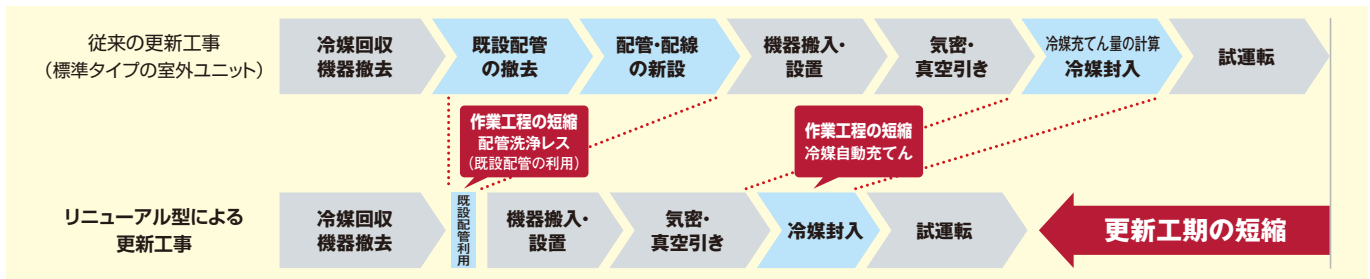 従来の更新工事
（標準タイプの室外ユニット）
冷媒回収
機器撤去
既設配管
の撤去
配管・配線
の新設
機器搬入・
設置
気密・
真空引き
冷媒充てん量の計算
冷媒封入
試運転
作業工程の短縮
配管洗浄レス
（既設配管の利用）
作業工程の短縮
冷媒自動充てん
リニューアル型による
更新工事
冷媒回収
機器撤去
既設配管利用
機器搬入・
設置
気密・
真空引き
冷媒封入
試運転
更新工期の短縮